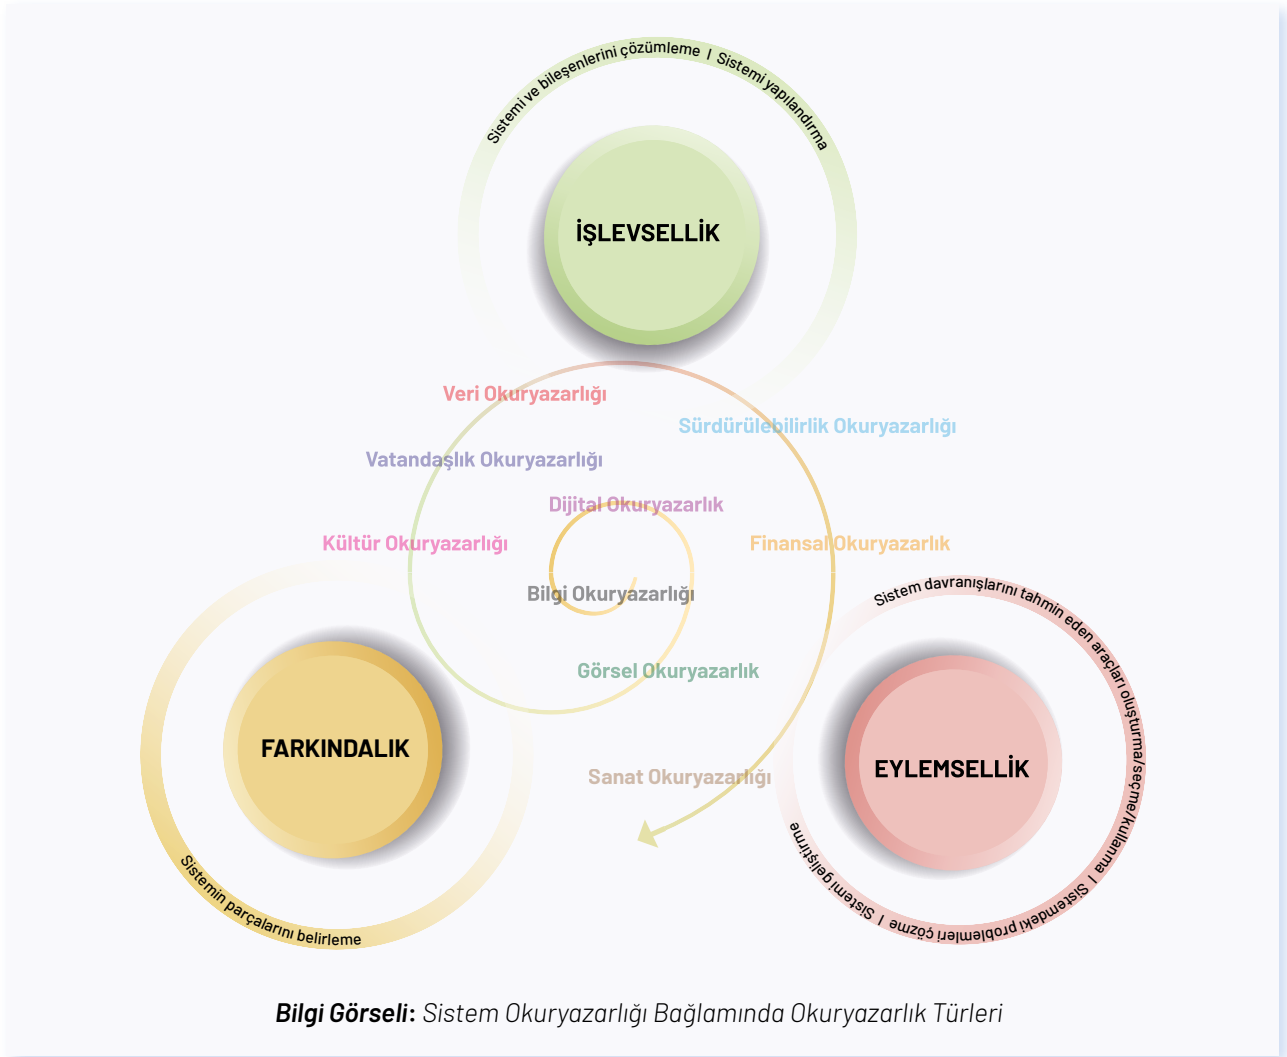 Sistemi ve bileşenlerini çözümleme | Sistemi yapılandırma
İŞLEVSELLİK
Veri Okuryazarlığı
Sürdürülebilirlik Okuryazarlığı
Vatandaşlık Okuryazarlığı
Dijital Okuryazarlık
Kültür Okuryazarlığı
Finansal Okuryazarlık
Bilgi Okuryazarlığı
Görsel Okuryazarlık
Sanat Okuryazarlığı
FARKINDALIK
Sistemin parçalarını belirleme
EYLEMSELLİK
Sistem davranışlarını tahmin eden araçları oluşturma/seçme/kullanma | Sistemdeki problemleri çözme | Sistemi geliştirme
Bilgi Görseli: Sistem Okuryazarlığı Bağlamında Okuryazarlık Türleri